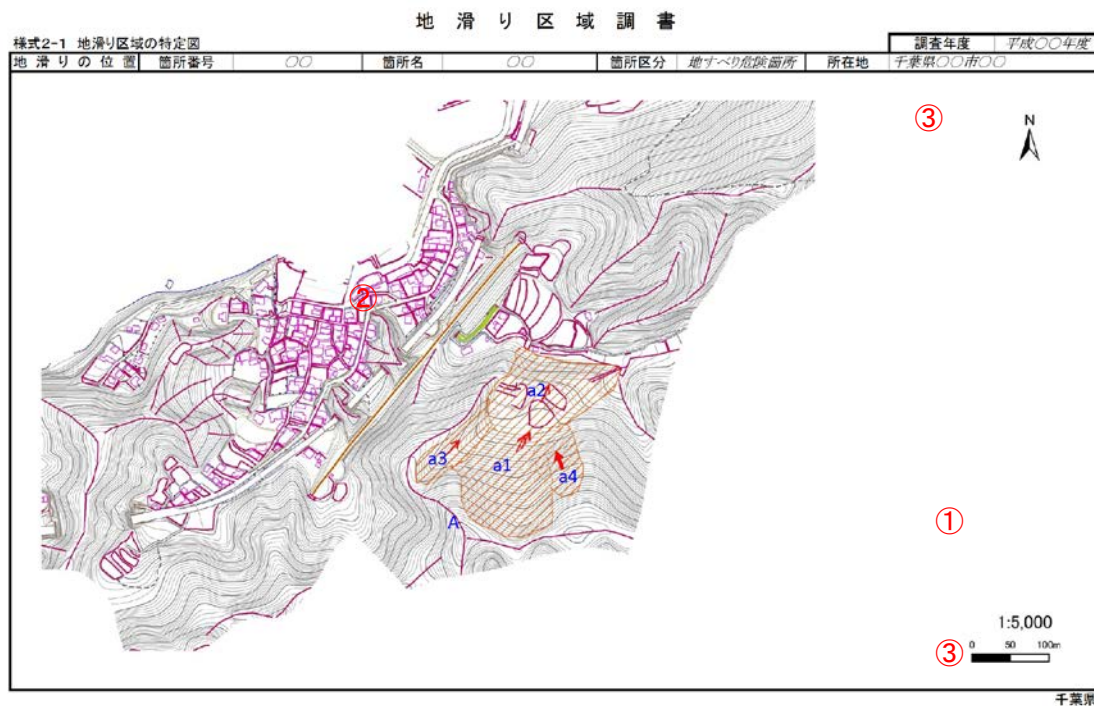 地滑り区域調書
様式2-1 地滑り区域の特定図
調査年度 平成〇〇年度
地滑りの位置 箇所番号 〇〇 箇所名 〇〇 箇所区分 地すべり危険箇所 所在地 千葉県〇〇市〇〇
③
N
②
a2
a3
a1
a4
A
①
1:5,000
0 50 100m
③
千葉県